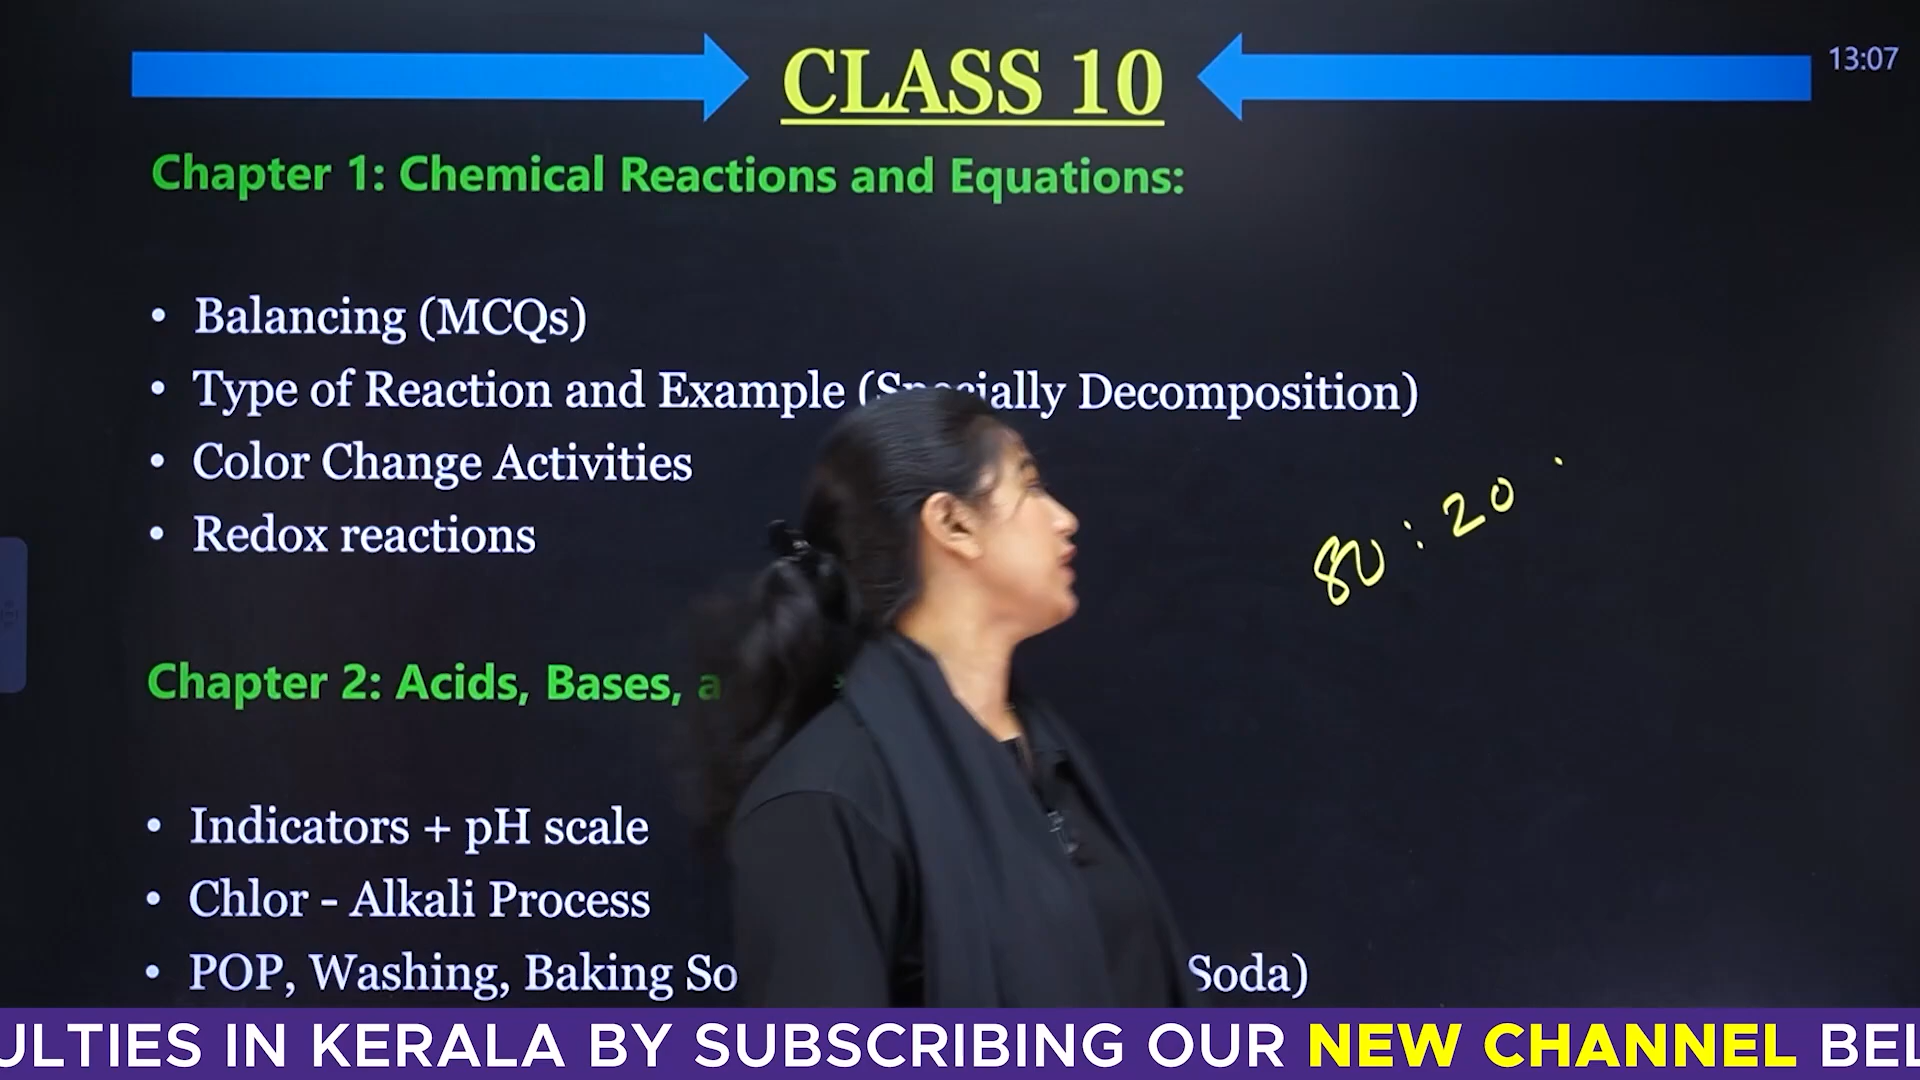 CLASS 10
13:07
Chapter 1: Chemical Reactions and Equations:
• Balancing (MCQs)
• Type of Reaction and Example (Specially Decomposition)
• Color Change Activities
• Redox reactions
80 : 20
Chapter 2: Acids, Bases, a
• Indicators + pH scale
• Chlor - Alkali Process
• POP, Washing, Baking So Soda)
ULTIES IN KERALA BY SUBSCRIBING OUR NEW CHANNEL BEL